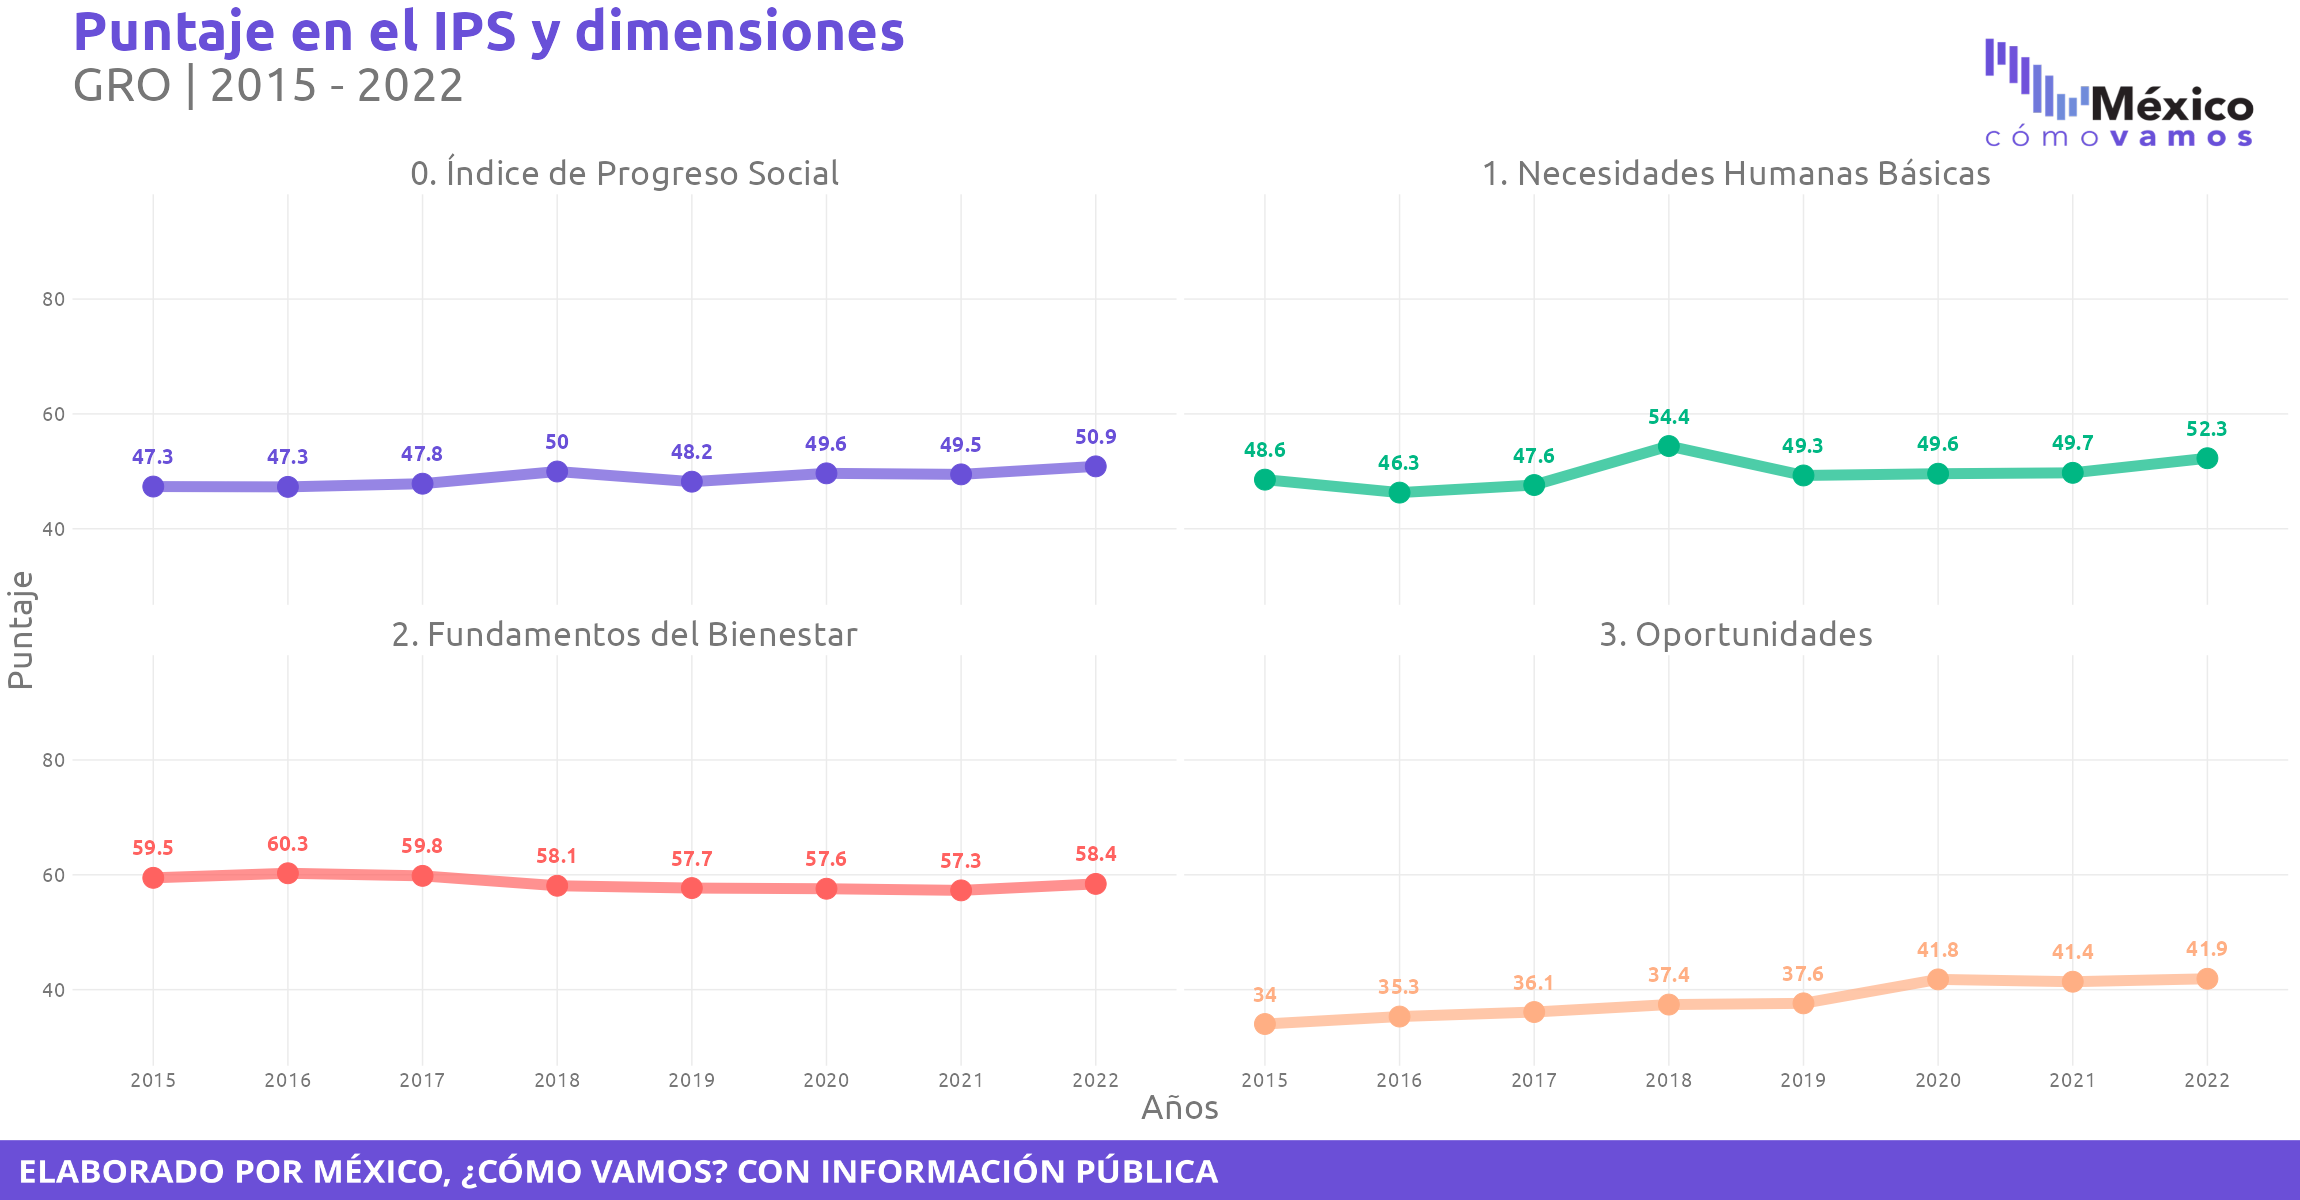 Puntaje en el IPS y dimensiones
GRO | 2015 - 2022
México
cómovamos
0. Índice de Progreso Social
1. Necesidades Humanas Básicas
80
60
40
47.3 47.3 47.8 50 48.2 49.6 49.5 50.9
48.6 46.3 47.6 54.4 49.3 49.6 49.7 52.3
Puntaje
2. Fundamentos del Bienestar
3. Oportunidades
80
60
40
59.5 60.3 59.8 58.1 57.7 57.6 57.3 58.4
34 35.3 36.1 37.4 37.6 41.8 41.4 41.9
2015 2016 2017 2018 2019 2020 2021 2022
2015 2016 2017 2018 2019 2020 2021 2022
Años
ELABORADO POR MÉXICO, ¿CÓMO VAMOS? CON INFORMACIÓN PÚBLICA